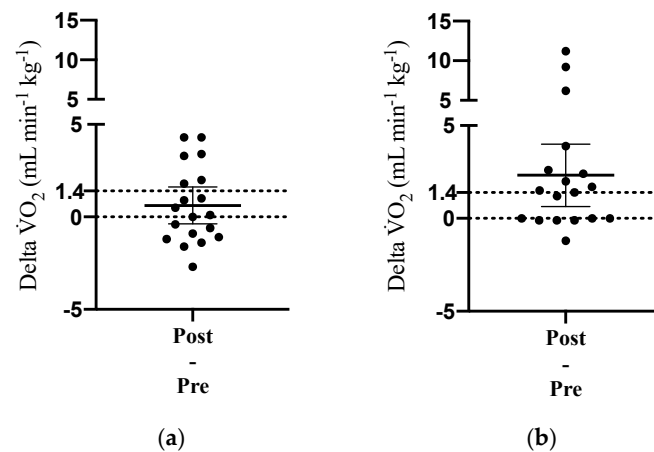 15
10
5
5
1.4
0
-5
Delta V̇O₂ (mL min⁻¹ kg⁻¹)
Post
-
Pre
(a)
15
10
5
5
1.4
0
-5
Delta V̇O₂ (mL min⁻¹ kg⁻¹)
Post
-
Pre
(b)